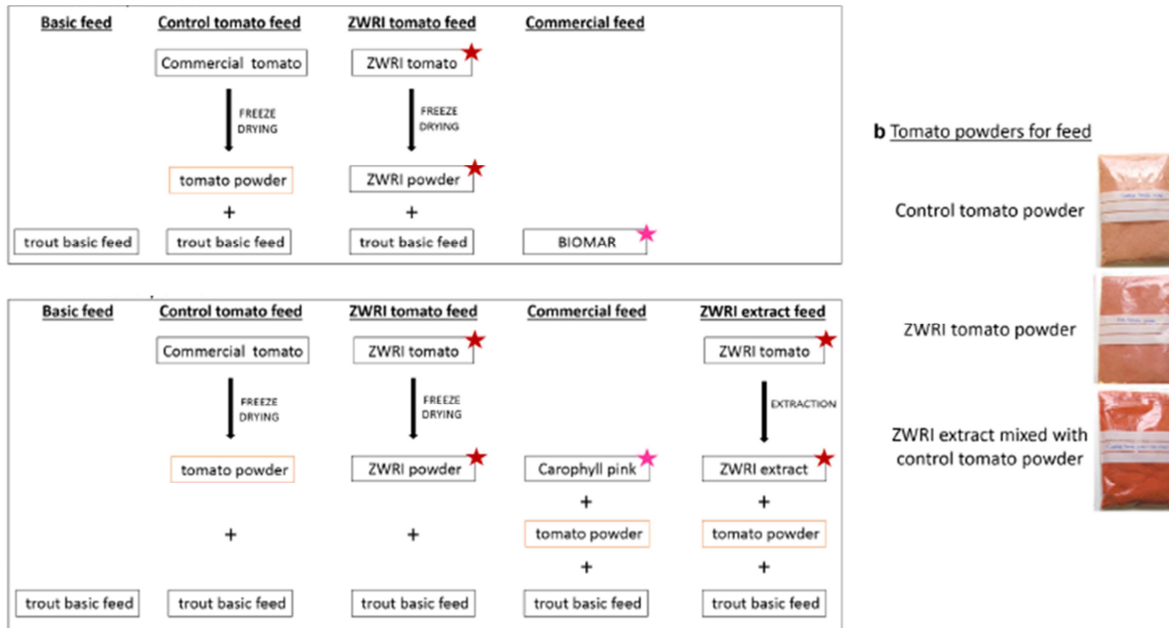 Basic feed
Control tomato feed
ZWRI tomato feed
Commercial feed
Commercial tomato
ZWRI tomato
FREEZE
DRYING
FREEZE
DRYING
tomato powder
ZWRI powder
+
+
trout basic feed
trout basic feed
trout basic feed
BIOMAR
Basic feed
Control tomato feed
ZWRI tomato feed
Commercial feed
ZWRI extract feed
Commercial tomato
ZWRI tomato
ZWRI tomato
FREEZE
DRYING
FREEZE
DRYING
EXTRACTION
tomato powder
ZWRI powder
Carophyll pink
ZWRI extract
+
+
tomato powder
tomato powder
+
+
+
+
trout basic feed
trout basic feed
trout basic feed
trout basic feed
trout basic feed
b Tomato powders for feed
Control tomato powder
ZWRI tomato powder
ZWRI extract mixed with
control tomato powder